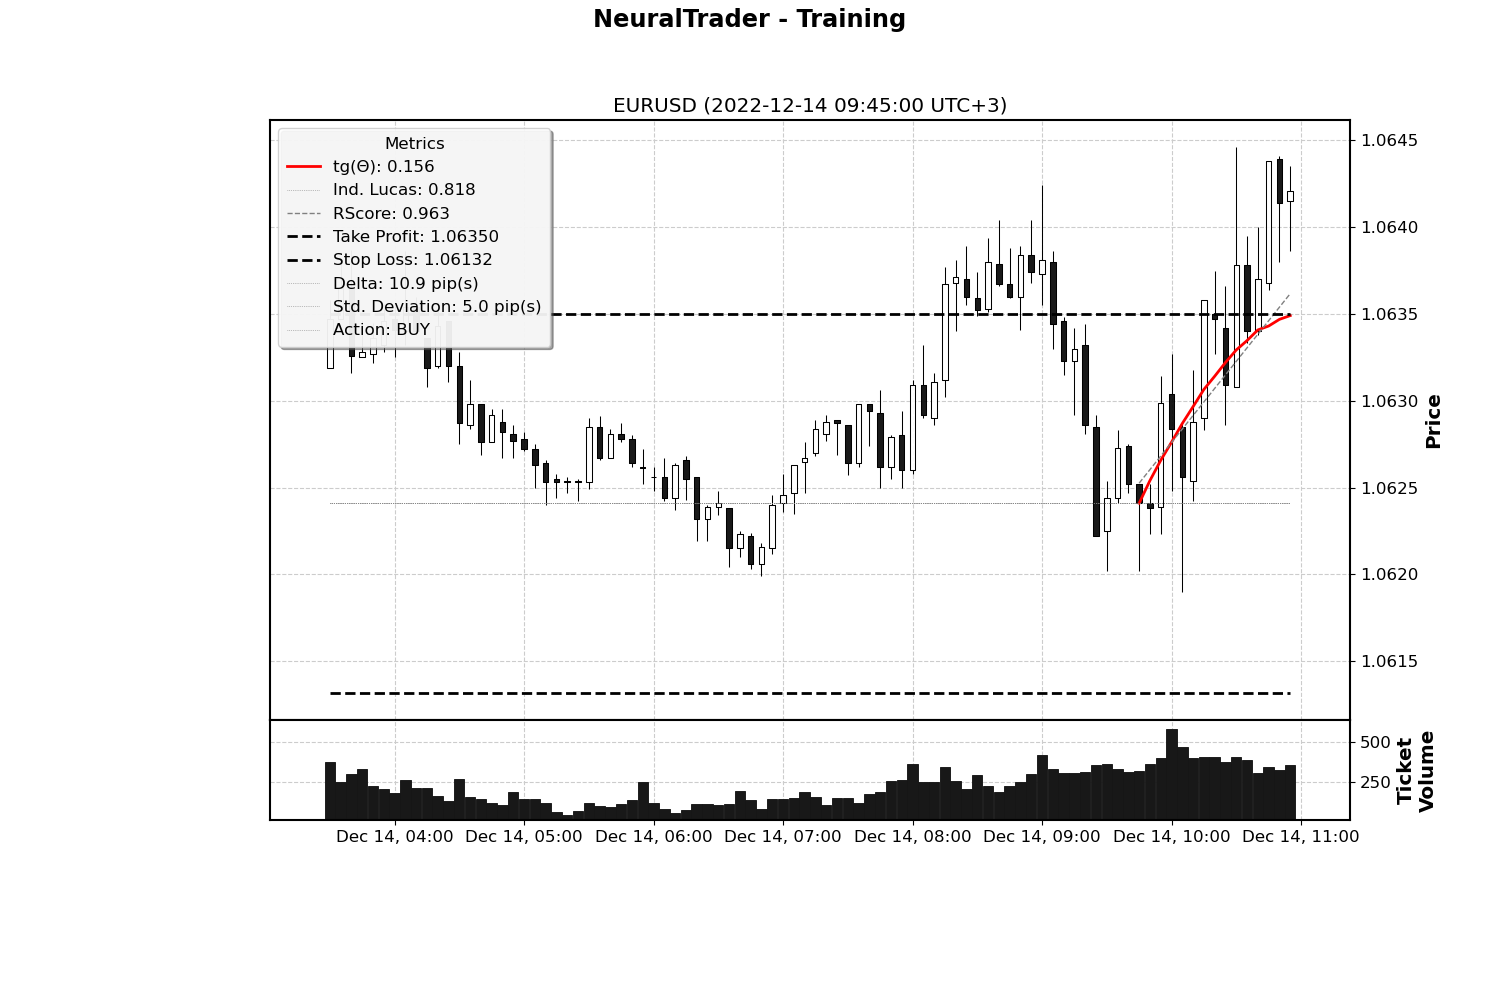 NeuralTrader - Training
EURUSD (2022-12-14 09:45:00 UTC+3)
Metrics
tg(Θ): 0.156
Ind. Lucas: 0.818
RScore: 0.963
Take Profit: 1.06350
Stop Loss: 1.06132
Delta: 10.9 pip(s)
Std. Deviation: 5.0 pip(s)
Action: BUY
1.0645
1.0640
1.0635
1.0630
1.0625
1.0620
1.0615
Price
500
250
Ticket
Volume
Dec 14, 04:00
Dec 14, 05:00
Dec 14, 06:00
Dec 14, 07:00
Dec 14, 08:00
Dec 14, 09:00
Dec 14, 10:00
Dec 14, 11:00